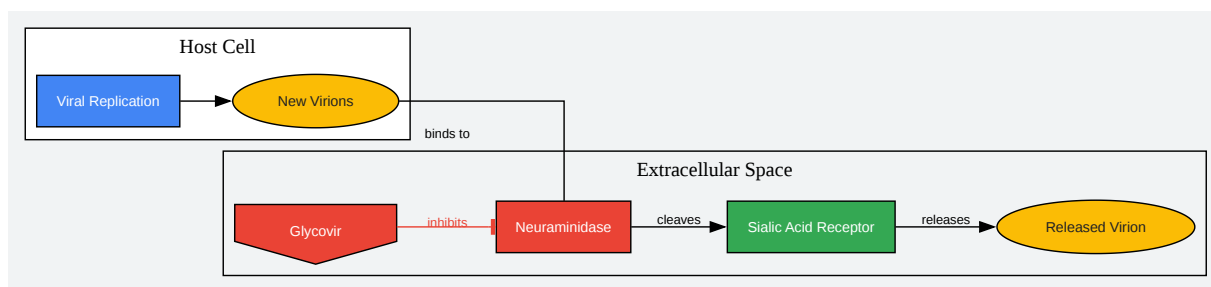 Host Cell
Viral Replication
New Virions
binds to
Extracellular Space
Glycovir
inhibits
Neuraminidase
cleaves
Sialic Acid Receptor
releases
Released Virion